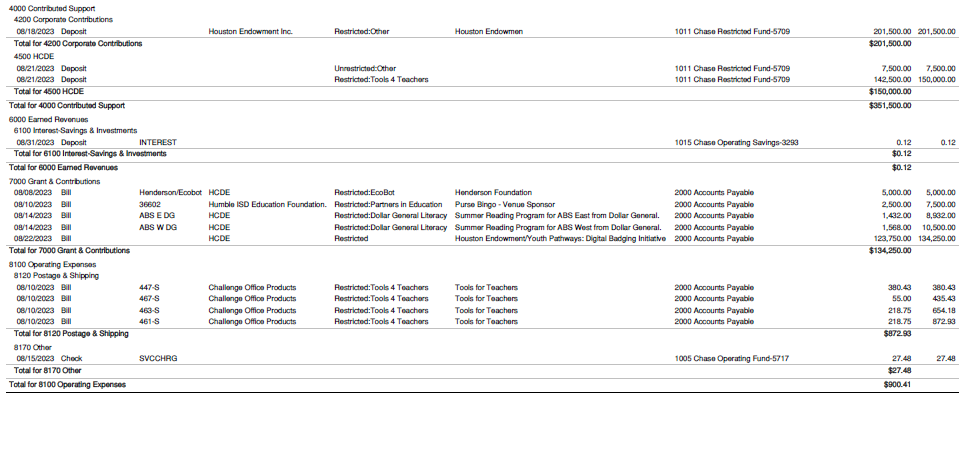 4000 Contributed Support
4200 Corporate Contributions
08/18/2023 Deposit Houston Endowment Inc. Restricted:Other Houston Endowmen 1011 Chase Restricted Fund-5709 201,500.00 201,500.00
Total for 4200 Corporate Contributions $201,500.00
4500 HCDE
08/21/2023 Deposit Unrestricted:Other 1011 Chase Restricted Fund-5709 7,500.00 7,500.00
08/21/2023 Deposit Restricted:Tools 4 Teachers 1011 Chase Restricted Fund-5709 142,500.00 150,000.00
Total for 4500 HCDE $150,000.00
Total for 4000 Contributed Support $351,500.00
6000 Earned Revenues
6100 Interest-Savings & Investments
08/31/2023 Deposit INTEREST 1015 Chase Operating Savings-3293 0.12 0.12
Total for 6100 Interest-Savings & Investments $0.12
Total for 6000 Earned Revenues $0.12
7000 Grant & Contributions
08/08/2023 Bill Henderson/Ecobot HCDE Restricted:EcoBot Henderson Foundation 2000 Accounts Payable 5,000.00 5,000.00
08/10/2023 Bill 36602 Humble ISD Education Foundation. Restricted:Partners in Education Purse Bingo - Venue Sponsor 2000 Accounts Payable 2,500.00 7,500.00
08/14/2023 Bill ABS E DG HCDE Restricted:Dollar General Literacy Summer Reading Program for ABS East from Dollar General. 2000 Accounts Payable 1,432.00 8,932.00
08/14/2023 Bill ABS W DG HCDE Restricted:Dollar General Literacy Summer Reading Program for ABS West from Dollar General. 2000 Accounts Payable 1,568.00 10,500.00
08/22/2023 Bill HCDE Restricted Houston Endowment/Youth Pathways: Digital Badging Initiative 2000 Accounts Payable 123,750.00 134,250.00
Total for 7000 Grant & Contributions $134,250.00
8100 Operating Expenses
8120 Postage & Shipping
08/10/2023 Bill 447-S Challenge Office Products Restricted:Tools 4 Teachers Tools for Teachers 2000 Accounts Payable 380.43 380.43
08/10/2023 Bill 467-S Challenge Office Products Restricted:Tools 4 Teachers Tools for Teachers 2000 Accounts Payable 55.00 435.43
08/10/2023 Bill 463-S Challenge Office Products Restricted:Tools 4 Teachers Tools for Teachers 2000 Accounts Payable 218.75 654.18
08/10/2023 Bill 461-S Challenge Office Products Restricted:Tools 4 Teachers Tools for Teachers 2000 Accounts Payable 218.75 872.93
Total for 8120 Postage & Shipping $872.93
8170 Other
08/15/2023 Check SVCCHRG 1005 Chase Operating Fund-5717 27.48 27.48
Total for 8170 Other $27.48
Total for 8100 Operating Expenses $900.41